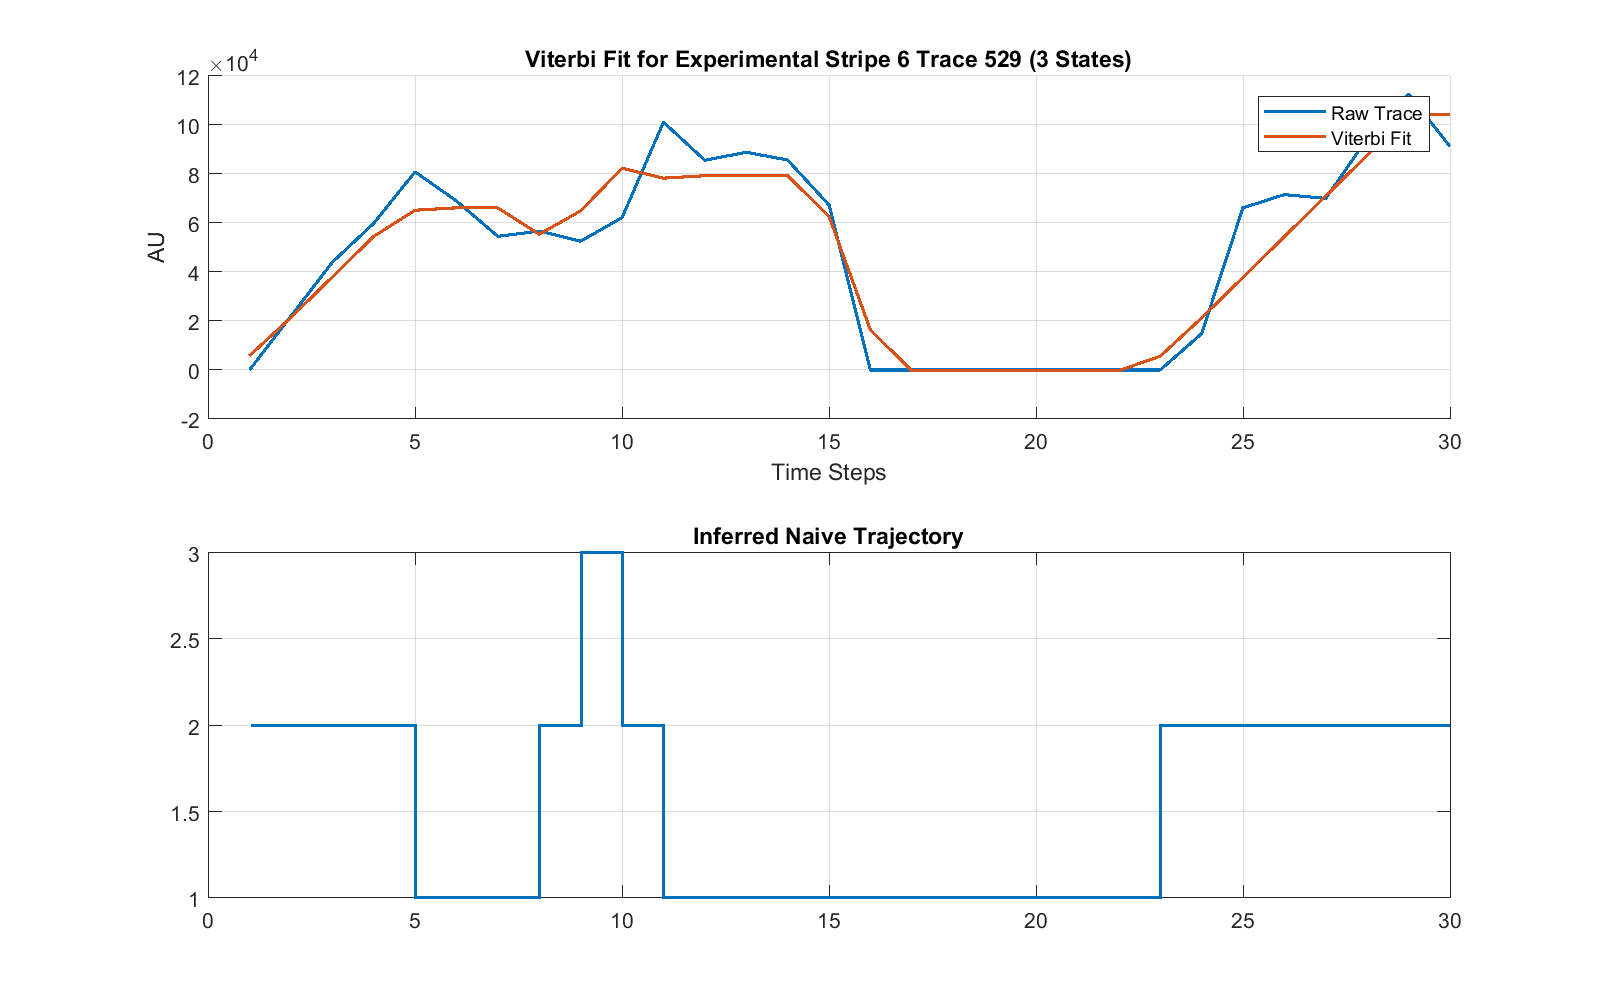 Viterbi Fit for Experimental Stripe 6 Trace 529 (3 States)
×10⁴
12
10
8
6
4
2
0
-2
AU
Raw Trace
Viterbi Fit
0 5 10 15 20 25 30
Time Steps
Inferred Naive Trajectory
3
2.5
2
1.5
1
0 5 10 15 20 25 30